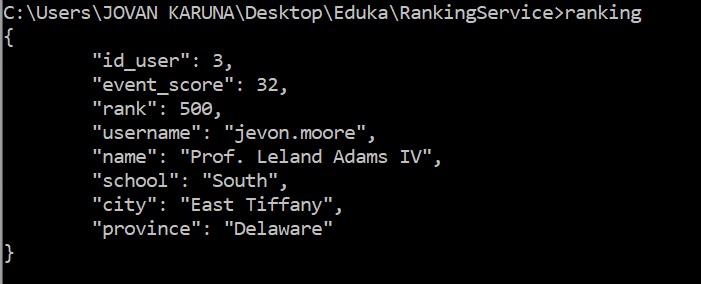 C:\Users\JOVAN KARUNA\Desktop\Eduka\RankingService>ranking
{
        "id_user": 3,
        "event_score": 32,
        "rank": 500,
        "username": "jevon.moore",
        "name": "Prof. Leland Adams IV",
        "school": "South",
        "city": "East Tiffany",
        "province": "Delaware"
}